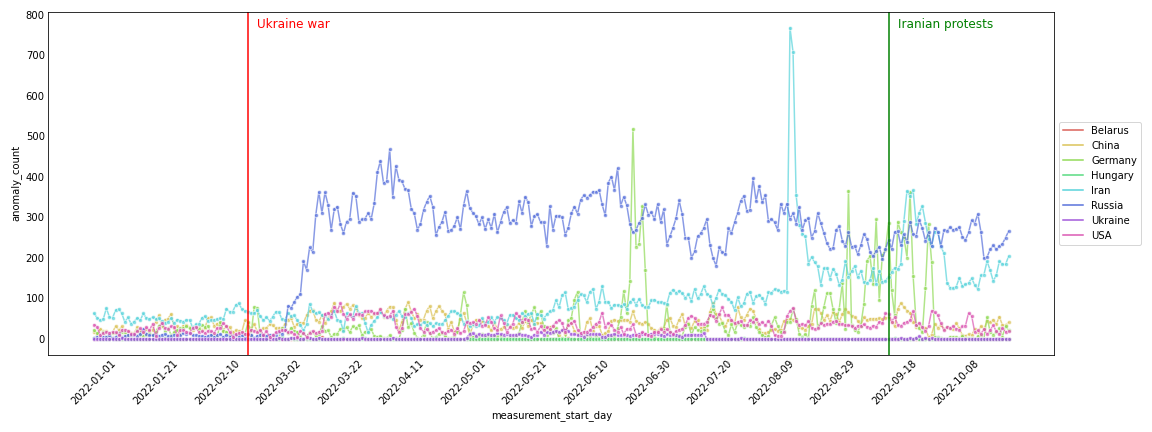 800
700
600
500
400
300
200
100
0
anomaly_count
Ukraine war
Iranian protests
Belarus
China
Germany
Hungary
Iran
Russia
Ukraine
USA
2022-01-01
2022-01-21
2022-02-10
2022-03-02
2022-03-22
2022-04-11
2022-05-01
2022-05-21
2022-06-10
2022-06-30
2022-07-20
2022-08-09
2022-08-29
2022-09-18
2022-10-08
measurement_start_day